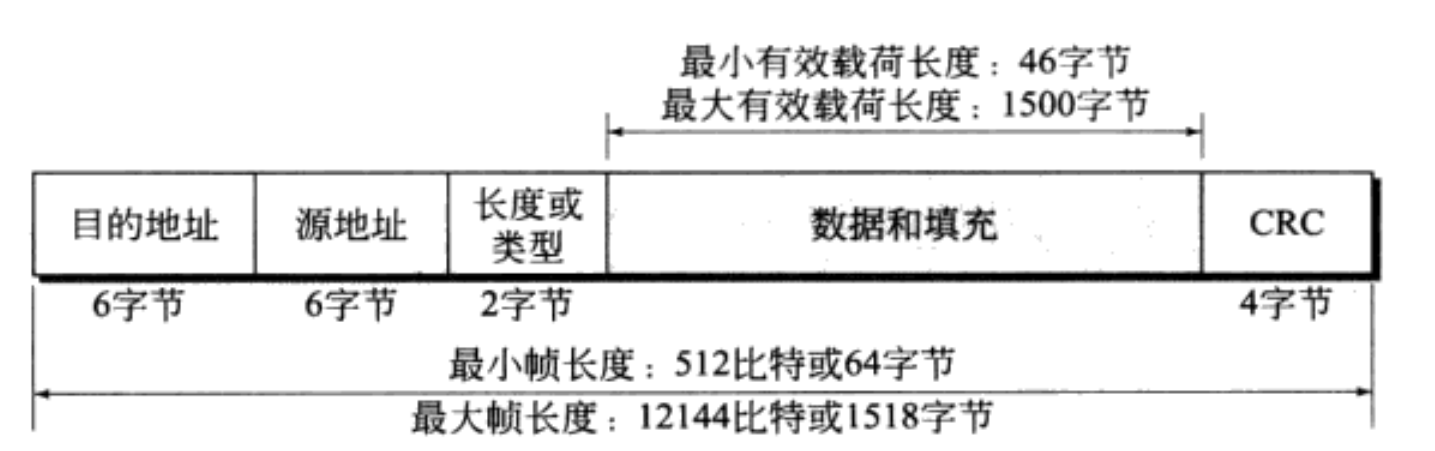 最小有效载荷长度：46字节
最大有效载荷长度：1500字节
目的地址
源地址
长度或
类型
数据和填充
CRC
6字节
6字节
2字节
4字节
最小帧长度：512比特或64字节
最大帧长度：12144比特或1518字节